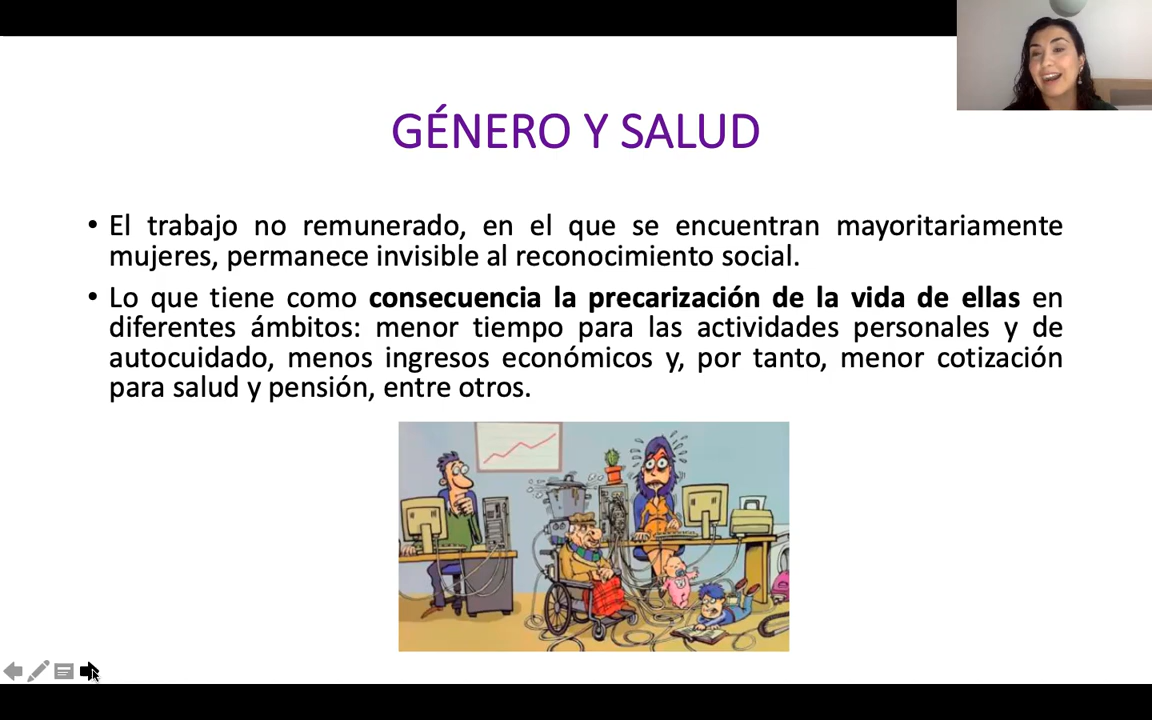 GÉNERO Y SALUD
• El trabajo no remunerado, en el que se encuentran mayoritariamente
mujeres, permanece invisible al reconocimiento social.
• Lo que tiene como consecuencia la precarización de la vida de ellas en
diferentes ámbitos: menor tiempo para las actividades personales y de
autocuidado, menos ingresos económicos y, por tanto, menor cotización
para salud y pensión, entre otros.